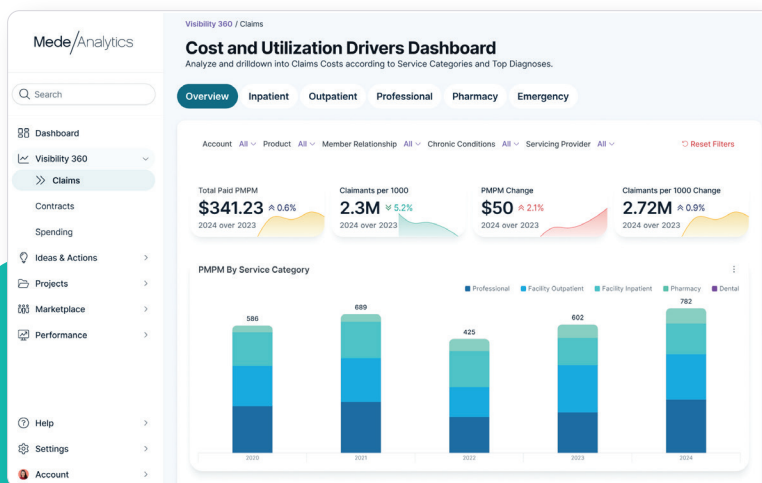 Mede/Analytics
Search
Dashboard
Visibility 360
Claims
Contracts
Spending
Ideas & Actions
Projects
Marketplace
Performance
Help
Settings
Account
Visibility 360 / Claims
Cost and Utilization Drivers Dashboard
Analyze and drilldown into Claims Costs according to Service Categories and Top Diagnoses.
Overview Inpatient Outpatient Professional Pharmacy Emergency
Account All Product All Member Relationship All Chronic Conditions All Servicing Provider All Reset Filters
Total Paid PMPM Claimants per 1000 PMPM Change Claimants per 1000 Change
$341.23 0.6% 2.3M 5.2% $50 2.1% 2.72M 0.9%
2024 over 2023 2024 over 2023 2024 over 2023 2024 over 2023
PMPM By Service Category
Professional Facility Outpatient Facility Inpatient Pharmacy Dental
586 689 425 602 782
2020 2021 2022 2023 2024